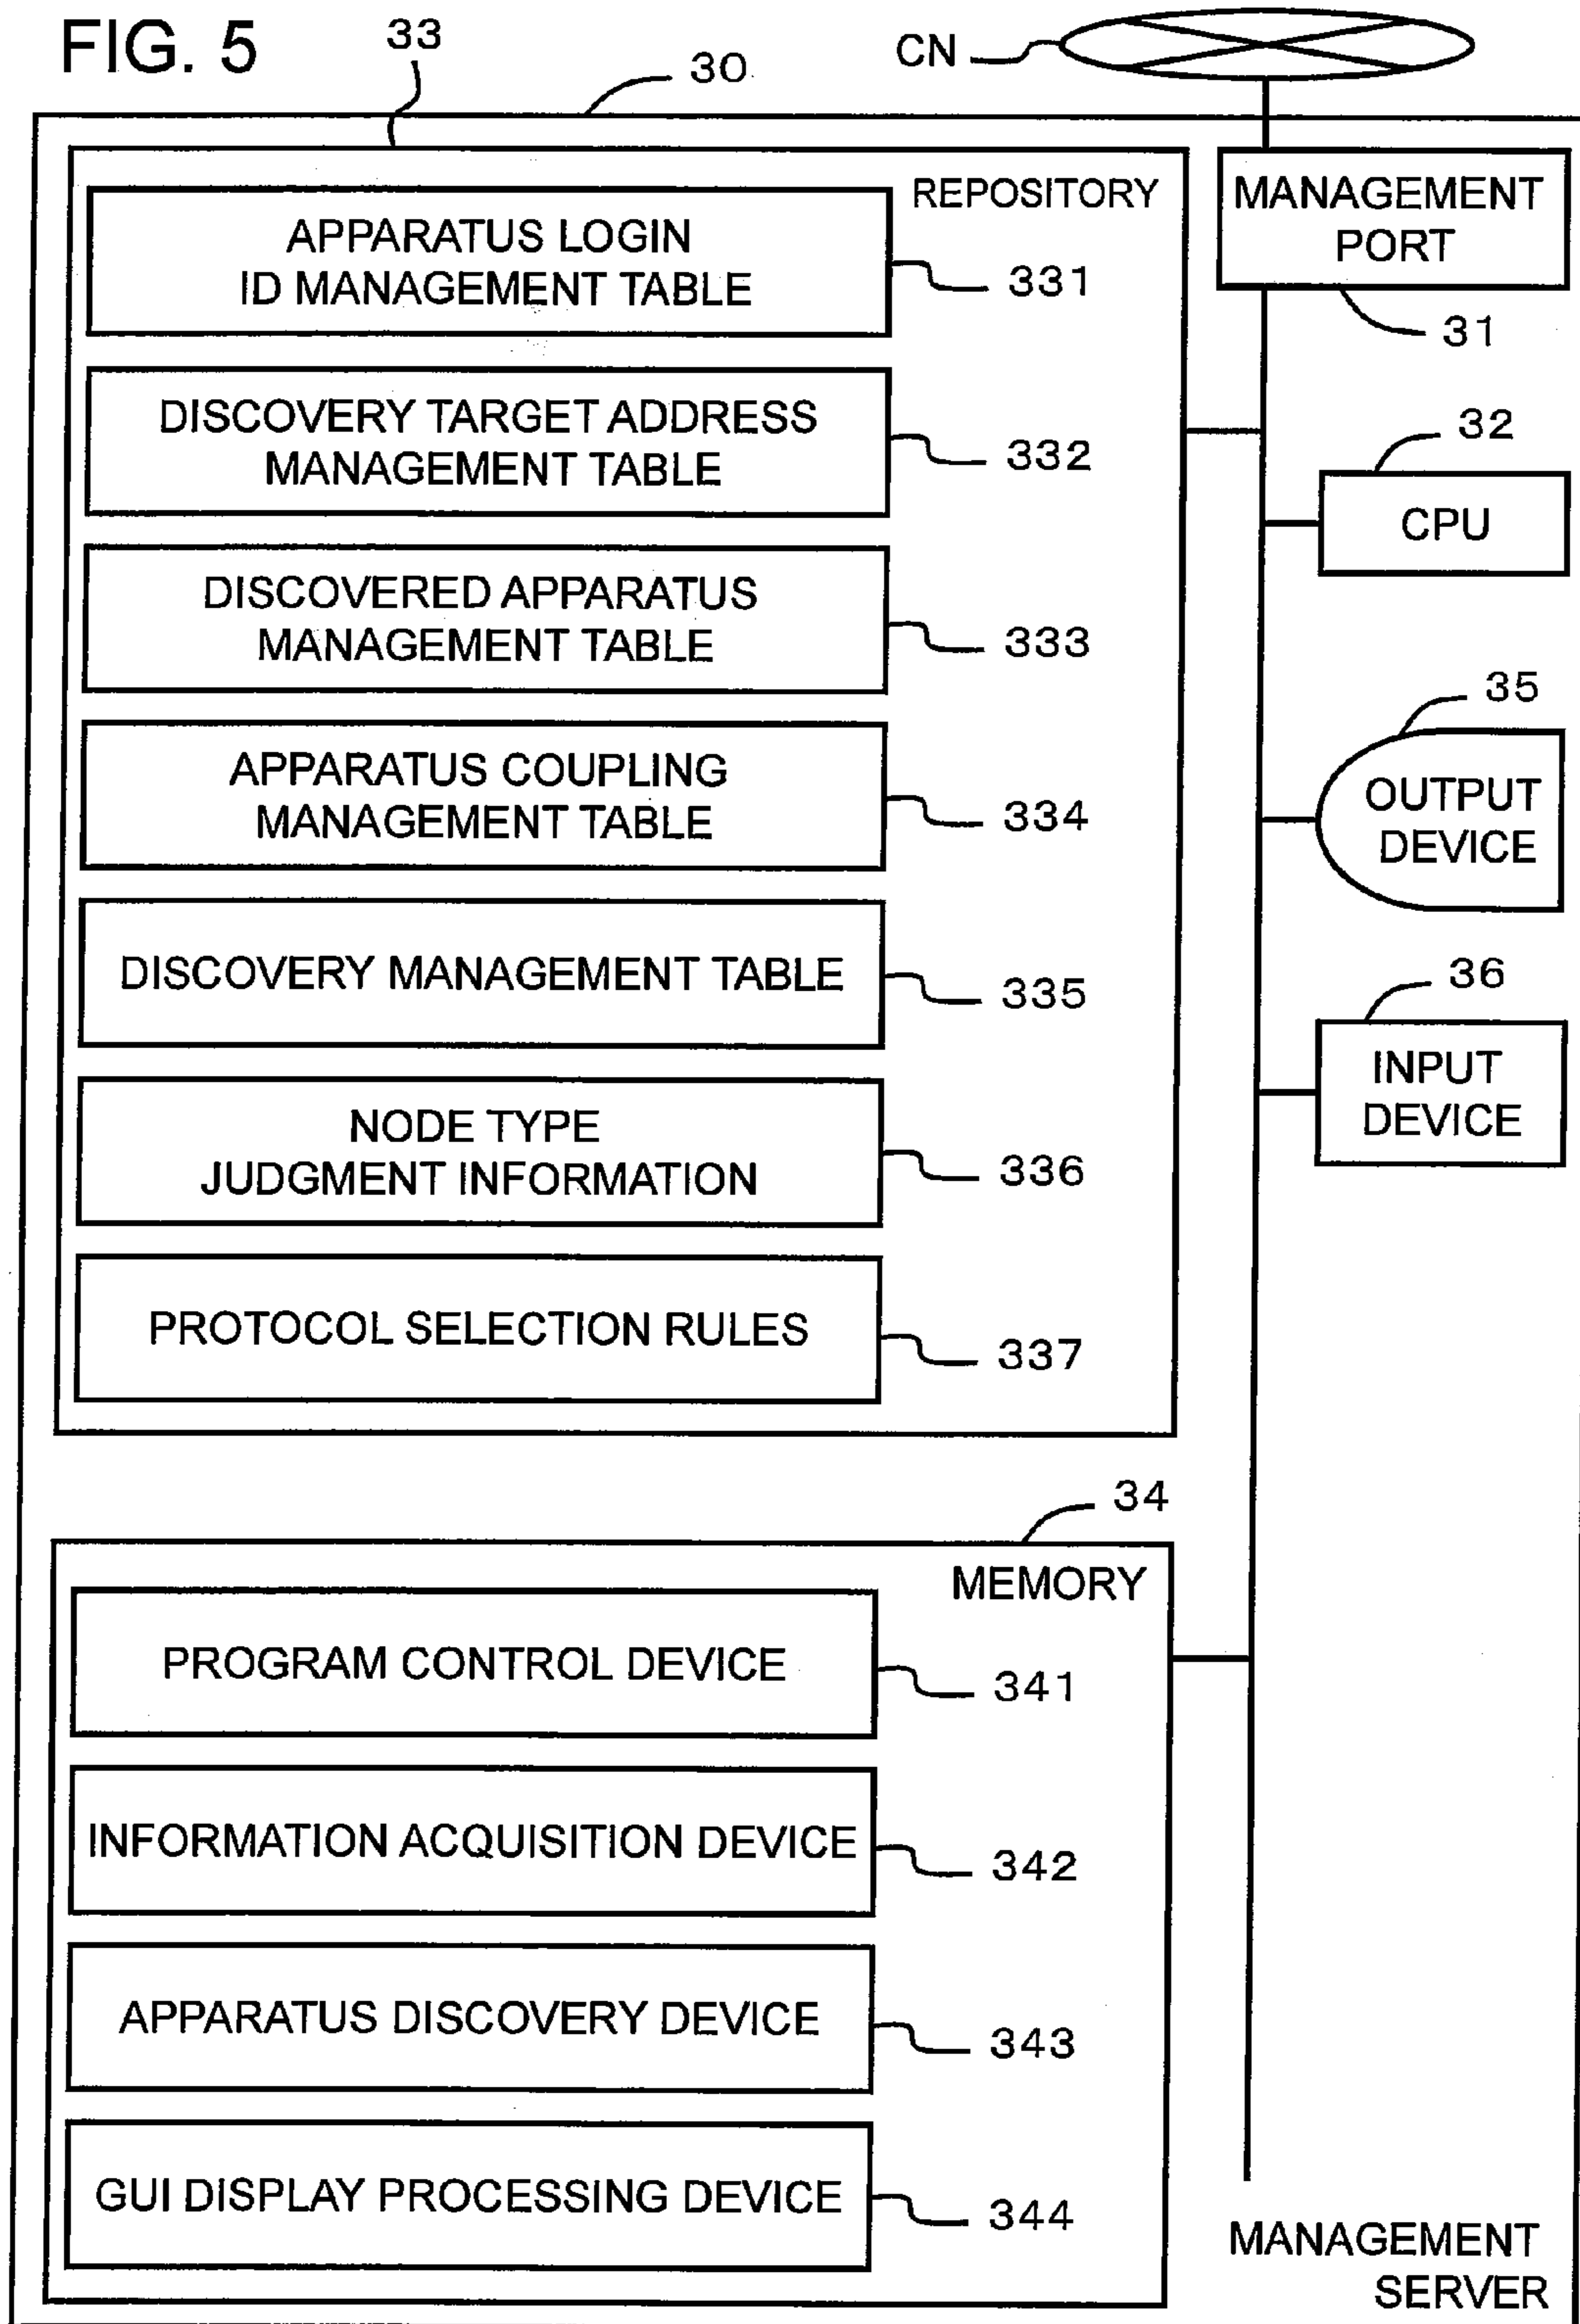 FIG. 5
33
30
CN
REPOSITORY
APPARATUS LOGIN
ID MANAGEMENT TABLE
331
DISCOVERY TARGET ADDRESS
MANAGEMENT TABLE
332
DISCOVERED APPARATUS
MANAGEMENT TABLE
333
APPARATUS COUPLING
MANAGEMENT TABLE
334
DISCOVERY MANAGEMENT TABLE
335
NODE TYPE
JUDGMENT INFORMATION
336
PROTOCOL SELECTION RULES
337
MANAGEMENT
PORT
31
32
CPU
35
OUTPUT
DEVICE
36
INPUT
DEVICE
34
MEMORY
PROGRAM CONTROL DEVICE
341
INFORMATION ACQUISITION DEVICE
342
APPARATUS DISCOVERY DEVICE
343
GUI DISPLAY PROCESSING DEVICE
344
MANAGEMENT
SERVER